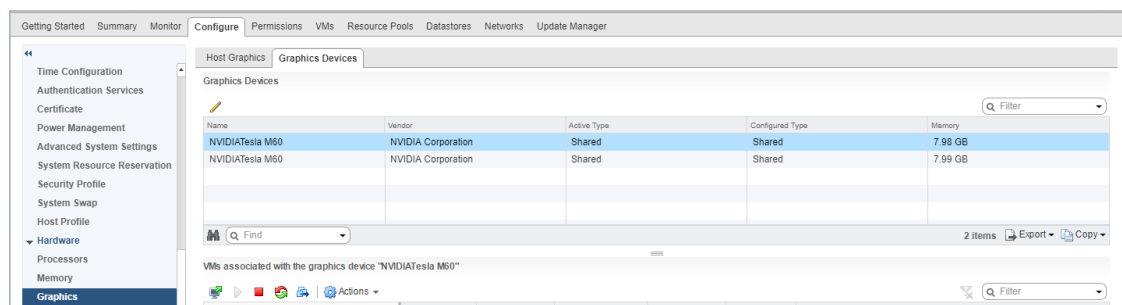 Getting Started Summary Monitor Configure Permissions VMs Resource Pools Datastores Networks Update Manager
Time Configuration
Authentication Services
Certificate
Power Management
Advanced System Settings
System Resource Reservation
Security Profile
System Swap
Host Profile
Hardware
Processors
Memory
Graphics
Host Graphics Graphics Devices
Graphics Devices
Filter
Name Vendor Active Type Configured Type Memory
NVIDIATesla M60 NVIDIA Corporation Shared Shared 7.98 GB
NVIDIATesla M60 NVIDIA Corporation Shared Shared 7.99 GB
Find 2 items Export Copy
VMs associated with the graphics device "NVIDIATesla M60"
Actions Filter